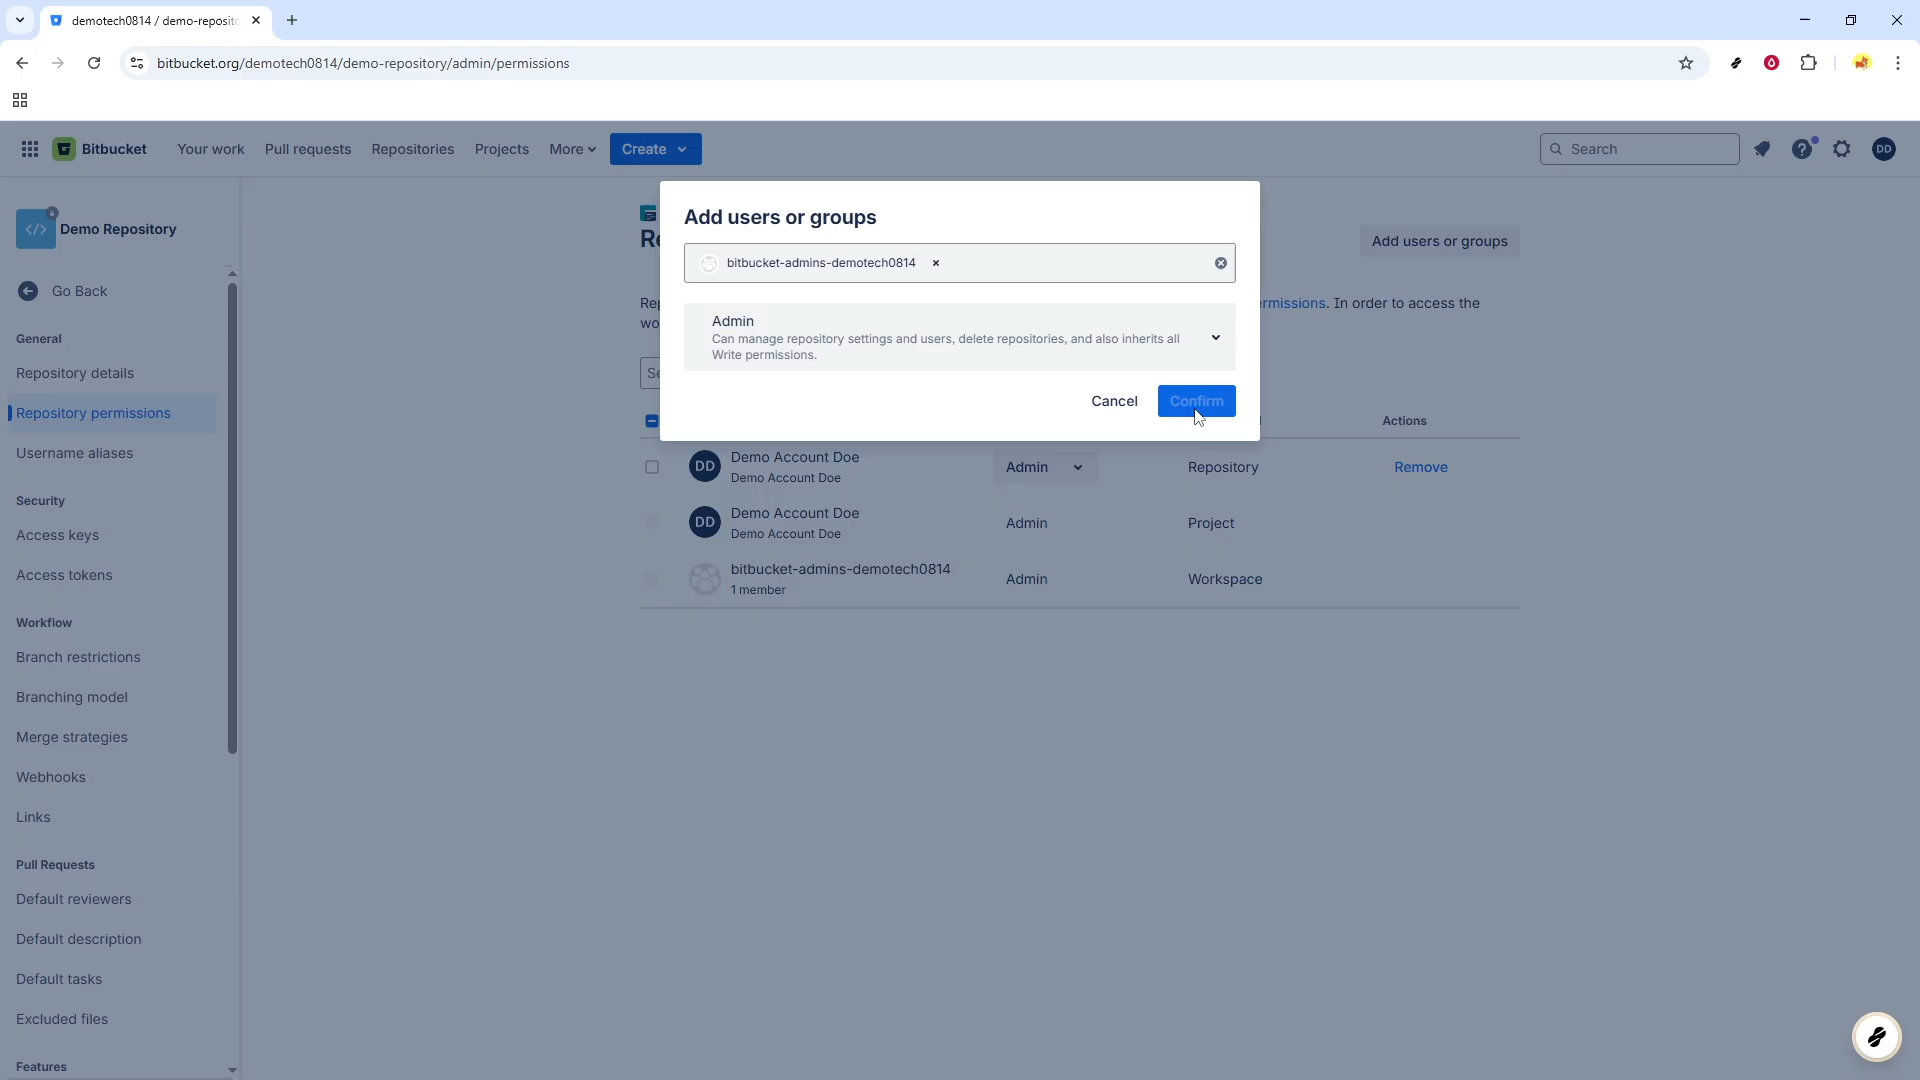 demotech0814 / demo-reposito
bitbucket.org/demotech0814/demo-repository/admin/permissions
Bitbucket
Your work
Pull requests
Repositories
Projects
More
Create
Search
DD
</> Demo Repository
Go Back
General
Repository details
Repository permissions
Username aliases
Security
Access keys
Access tokens
Workflow
Branch restrictions
Branching model
Merge strategies
Webhooks
Links
Pull Requests
Default reviewers
Default description
Default tasks
Excluded files
Features
Add users or groups
ermissions. In order to access the
Add users or groups
bitbucket-admins-demotech0814
Admin
Can manage repository settings and users, delete repositories, and also inherits all
Write permissions.
Cancel
Confirm
Actions
DD
Demo Account Doe
Demo Account Doe
Admin
Repository
Remove
DD
Demo Account Doe
Demo Account Doe
Admin
Project
bitbucket-admins-demotech0814
1 member
Admin
Workspace